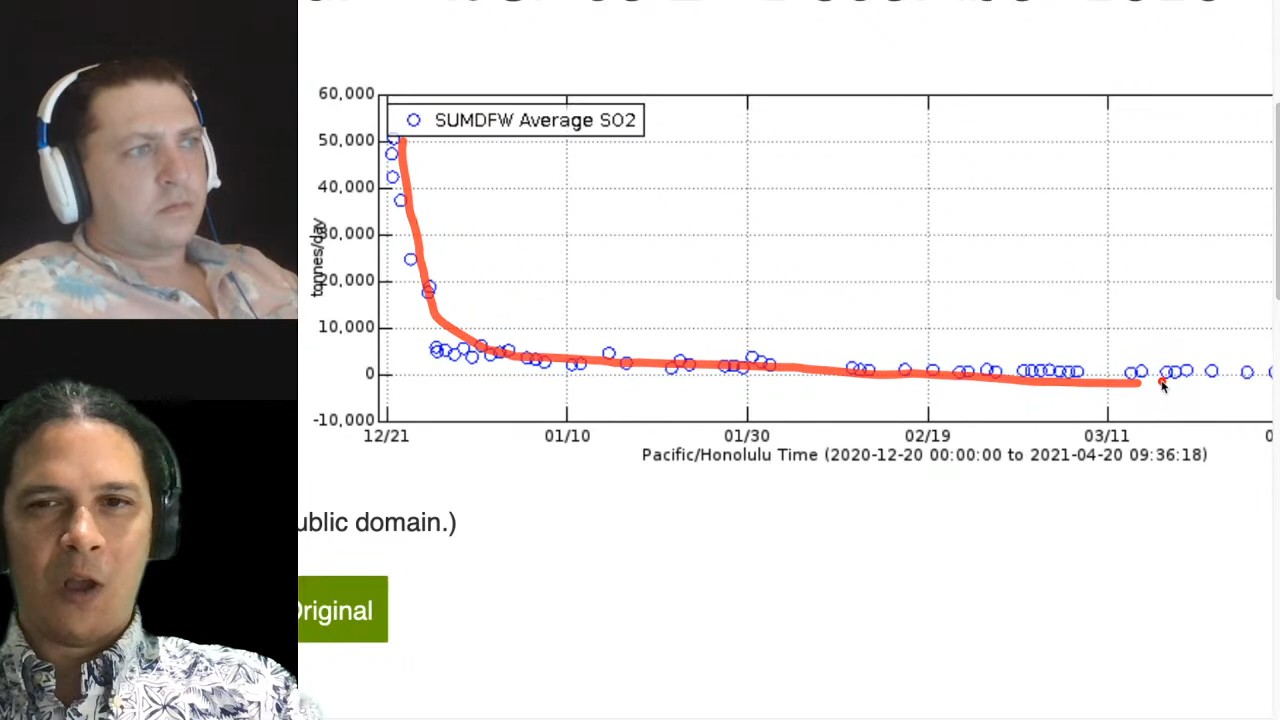 60,000
SUMDFW Average SO2
50,000
40,000
30,000
20,000
10,000
0
-10,000
tonnes/day
12/21 01/10 01/30 02/19 03/11 0
Pacific/Honolulu Time (2020-12-20 00:00:00 to 2021-04-20 09:36:18)
ublic domain.)
Original